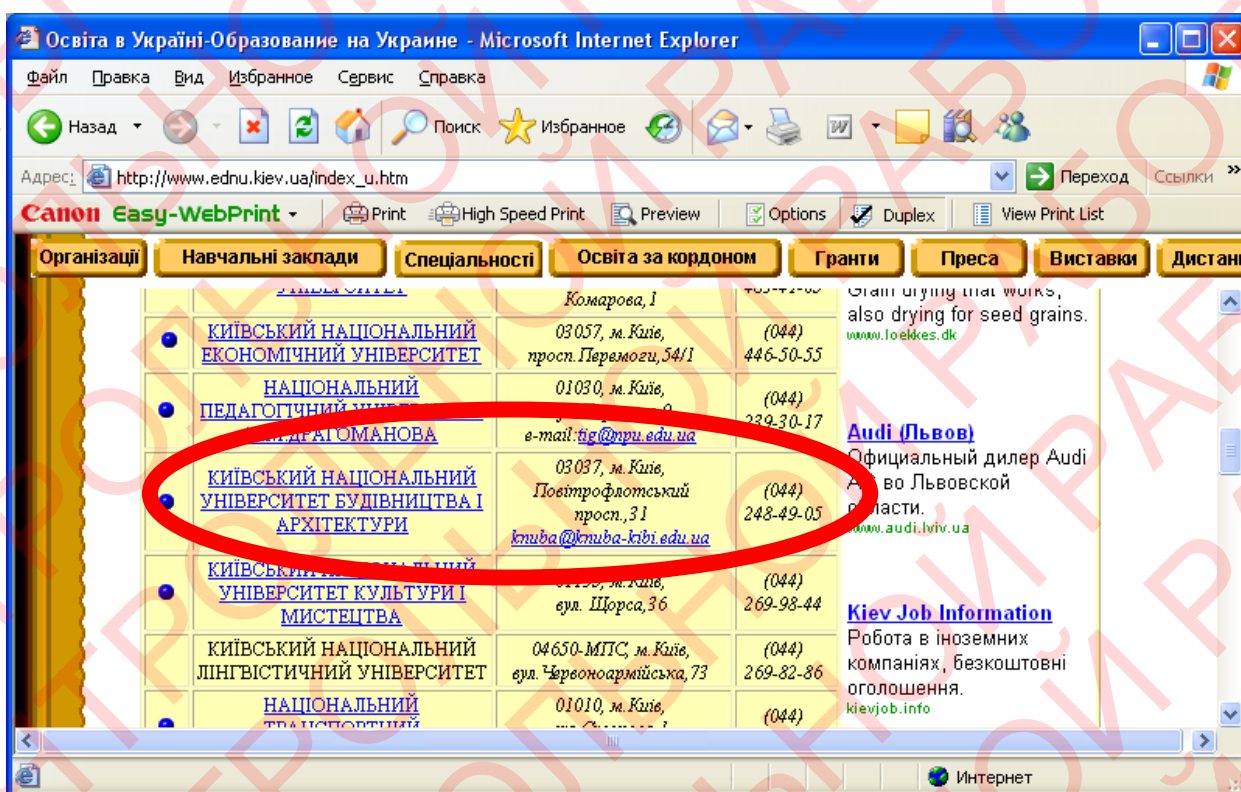 Освіта в Україні-Образование на Украине - Microsoft Internet Explorer
Файл Правка Вид Избранное Сервис Справка
Назад Поиск Избранное
Адрес: http://www.ednu.kiev.ua/index_u.htm Переход Ссылки »
Canon Easy-WebPrint Print High Speed Print Preview Options Duplex View Print List
Організації Навчальні заклади Спеціальності Освіта за кордоном Гранти Преса Виставки Дистан
УНІВЕРСИТЕТ
Комарова, 1
КИЇВСЬКИЙ НАЦІОНАЛЬНИЙ
ЕКОНОМІЧНИЙ УНІВЕРСИТЕТ
03057, м.Київ,
просп.Перемоги,54/1
(044)
446-50-55
НАЦІОНАЛЬНИЙ
ПЕДАГОГІЧНИЙ
ДРАГОМАНОВА
01030, м.Київ,
e-mail:tig@npu.edu.ua
(044)
239-30-17
КИЇВСЬКИЙ НАЦІОНАЛЬНИЙ
УНІВЕРСИТЕТ БУДІВНИЦТВА І
АРХІТЕКТУРИ
03037, м.Київ,
Повітрофлотський
просп.,31
knuba@knuba-kibi.edu.ua
(044)
248-49-05
КИЇВСЬКИЙ НАЦІОНАЛЬНИЙ
УНІВЕРСИТЕТ КУЛЬТУРИ І
МИСТЕЦТВА
м.Київ,
вул. Щорса,36
(044)
269-98-44
КИЇВСЬКИЙ НАЦІОНАЛЬНИЙ
ЛІНГВІСТИЧНИЙ УНІВЕРСИТЕТ
04650-МПС, м.Київ,
вул.Червоноармійська,73
(044)
269-82-86
НАЦІОНАЛЬНИЙ
ТРАНСПОРТНИЙ
01010, м.Київ,
(044)
Grain drying that works,
also drying for seed grains.
www.loekkes.dk
Audi (Львов)
Официальный дилер Audi
во Львовской
области.
www.audi.lviv.ua
Kiev Job Information
Робота в іноземних
компаніях, безкоштовні
оголошення.
kievjob.info
Интернет